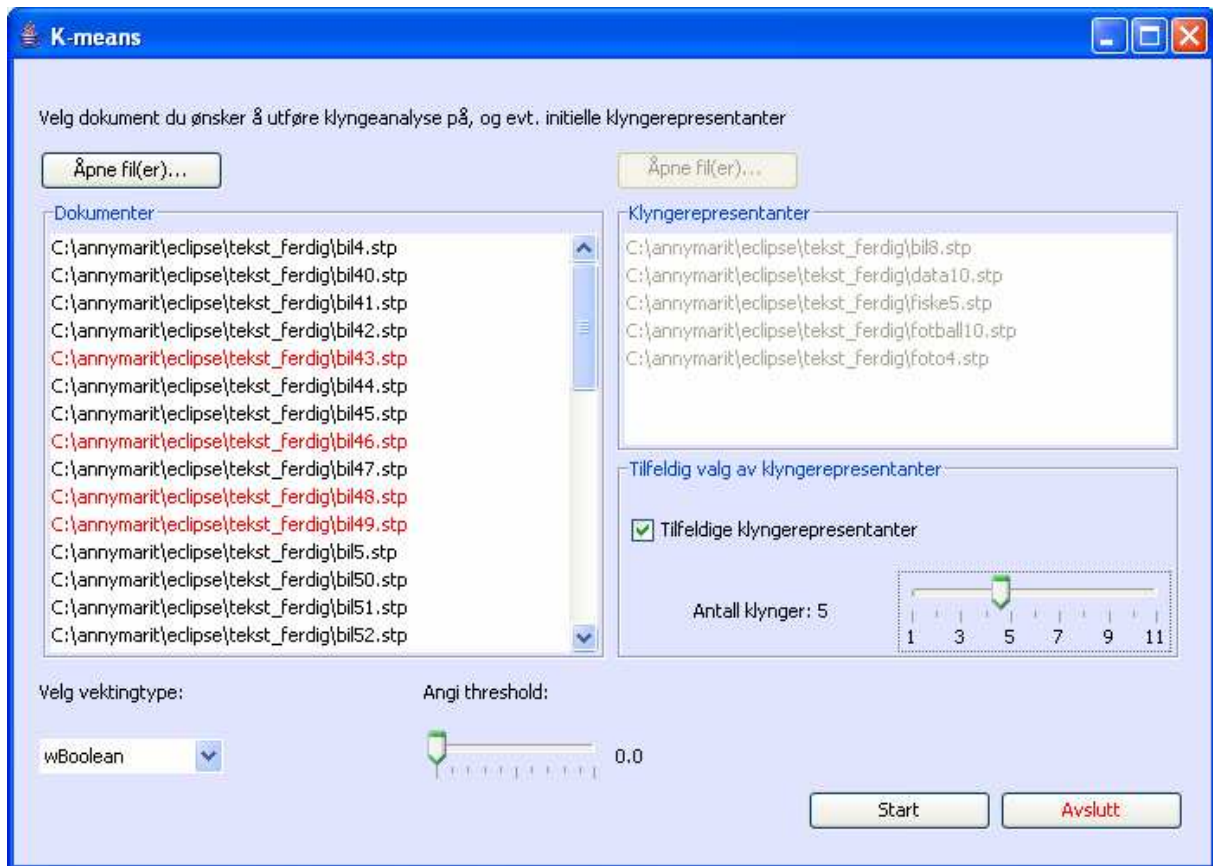 K-means
Velg dokument du ønsker å utføre klyngeanalyse på, og evt. initielle klyngerepresentanter
Åpne fil(er)...
Åpne fil(er)...
Dokumenter
C:\annymarit\eclipse\tekst_ferdig\bil4.stp
C:\annymarit\eclipse\tekst_ferdig\bil40.stp
C:\annymarit\eclipse\tekst_ferdig\bil41.stp
C:\annymarit\eclipse\tekst_ferdig\bil42.stp
C:\annymarit\eclipse\tekst_ferdig\bil43.stp
C:\annymarit\eclipse\tekst_ferdig\bil44.stp
C:\annymarit\eclipse\tekst_ferdig\bil45.stp
C:\annymarit\eclipse\tekst_ferdig\bil46.stp
C:\annymarit\eclipse\tekst_ferdig\bil47.stp
C:\annymarit\eclipse\tekst_ferdig\bil48.stp
C:\annymarit\eclipse\tekst_ferdig\bil49.stp
C:\annymarit\eclipse\tekst_ferdig\bil5.stp
C:\annymarit\eclipse\tekst_ferdig\bil50.stp
C:\annymarit\eclipse\tekst_ferdig\bil51.stp
C:\annymarit\eclipse\tekst_ferdig\bil52.stp
Klyngerepresentanter
C:\annymarit\eclipse\tekst_ferdig\bil8.stp
C:\annymarit\eclipse\tekst_ferdig\data10.stp
C:\annymarit\eclipse\tekst_ferdig\fiske5.stp
C:\annymarit\eclipse\tekst_ferdig\fotball10.stp
C:\annymarit\eclipse\tekst_ferdig\foto4.stp
Tilfeldig valg av klyngerepresentanter
Tilfeldige klyngerepresentanter
Antall klynger: 5
1 3 5 7 9 11
Velg vektingtype:
wBoolean
Angi threshold:
0.0
Start
Avslutt